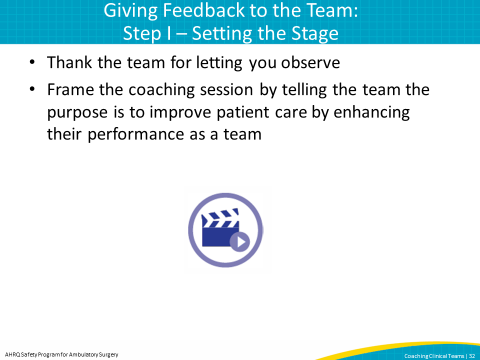 Giving Feedback to the Team:
Step I – Setting the Stage
• Thank the team for letting you observe
• Frame the coaching session by telling the team the
purpose is to improve patient care by enhancing
their performance as a team
AHRQ Safety Program for Ambulatory Surgery
Coaching Clinical Teams | 32